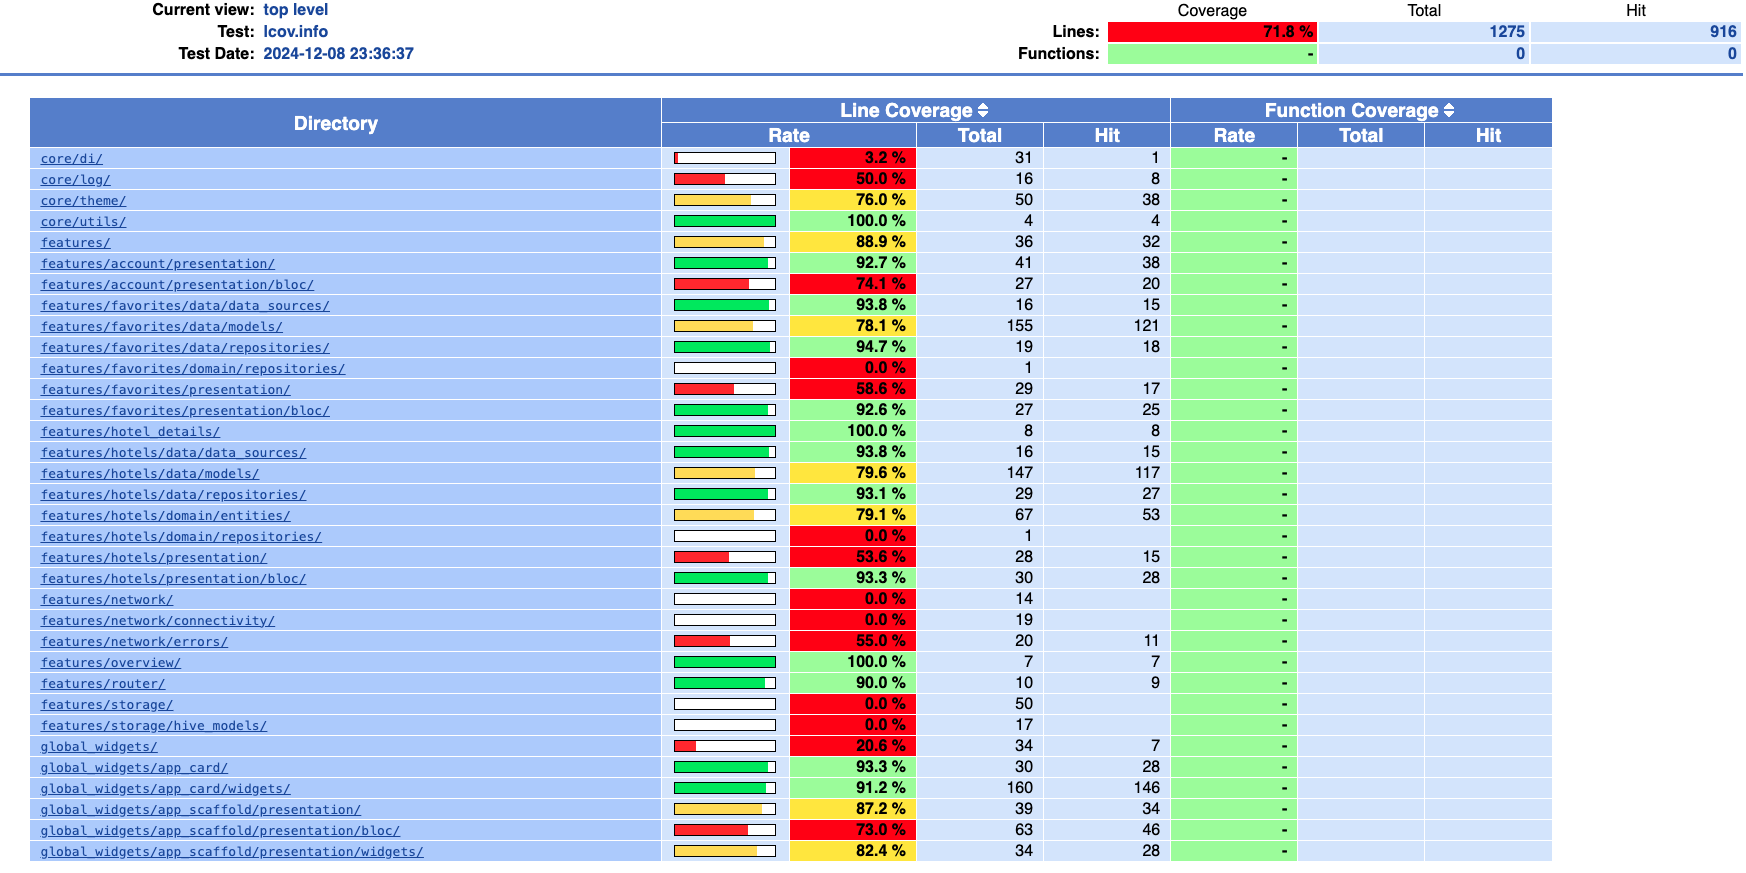 Current view: top level
Test: lcov.info
Test Date: 2024-12-08 23:36:37
Coverage Total Hit
Lines: 71.8 % 1275 916
Functions: - 0 0
Directory Line Coverage Function Coverage
Rate Total Hit Rate Total Hit
core/di/ 3.2 % 31 1 -
core/log/ 50.0 % 16 8 -
core/theme/ 76.0 % 50 38 -
core/utils/ 100.0 % 4 4 -
features/ 88.9 % 36 32 -
features/account/presentation/ 92.7 % 41 38 -
features/account/presentation/bloc/ 74.1 % 27 20 -
features/favorites/data/data_sources/ 93.8 % 16 15 -
features/favorites/data/models/ 78.1 % 155 121 -
features/favorites/data/repositories/ 94.7 % 19 18 -
features/favorites/domain/repositories/ 0.0 % 1 -
features/favorites/presentation/ 58.6 % 29 17 -
features/favorites/presentation/bloc/ 92.6 % 27 25 -
features/hotel_details/ 100.0 % 8 8 -
features/hotels/data/data_sources/ 93.8 % 16 15 -
features/hotels/data/models/ 79.6 % 147 117 -
features/hotels/data/repositories/ 93.1 % 29 27 -
features/hotels/domain/entities/ 79.1 % 67 53 -
features/hotels/domain/repositories/ 0.0 % 1 -
features/hotels/presentation/ 53.6 % 28 15 -
features/hotels/presentation/bloc/ 93.3 % 30 28 -
features/network/ 0.0 % 14 -
features/network/connectivity/ 0.0 % 19 -
features/network/errors/ 55.0 % 20 11 -
features/overview/ 100.0 % 7 7 -
features/router/ 90.0 % 10 9 -
features/storage/ 0.0 % 50 -
features/storage/hive_models/ 0.0 % 17 -
global_widgets/ 20.6 % 34 7 -
global_widgets/app_card/ 93.3 % 30 28 -
global_widgets/app_card/widgets/ 91.2 % 160 146 -
global_widgets/app_scaffold/presentation/ 87.2 % 39 34 -
global_widgets/app_scaffold/presentation/bloc/ 73.0 % 63 46 -
global_widgets/app_scaffold/presentation/widgets/ 82.4 % 34 28 -